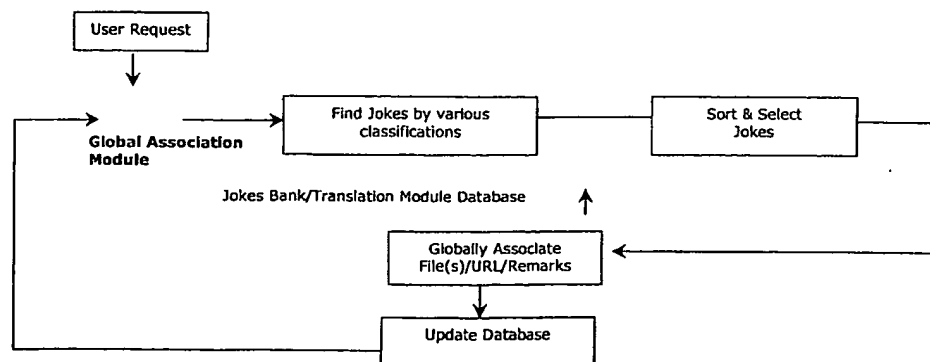 User Request
Find Jokes by various
classifications
Sort & Select
Jokes
Global Association
Module
Jokes Bank/Translation Module Database
Globally Associate
File(s)/URL/Remarks
Update Database